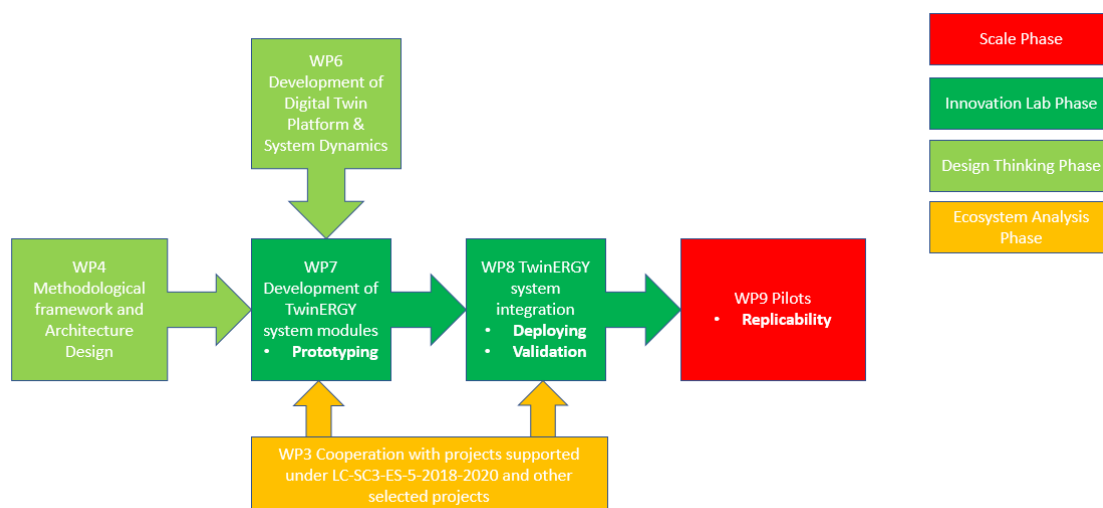 WP6
Development of
Digital Twin
Platform &
System Dynamics
WP4
Methodological
framework and
Architecture
Design
WP7
Development of
TwinERGY
system modules
• Prototyping
WP8 TwinERGY
system
integration
• Deploying
• Validation
WP9 Pilots
• Replicability
WP3 Cooperation with projects supported
under LC-SC3-ES-5-2018-2020 and other
selected projects
Scale Phase
Innovation Lab Phase
Design Thinking Phase
Ecosystem Analysis
Phase